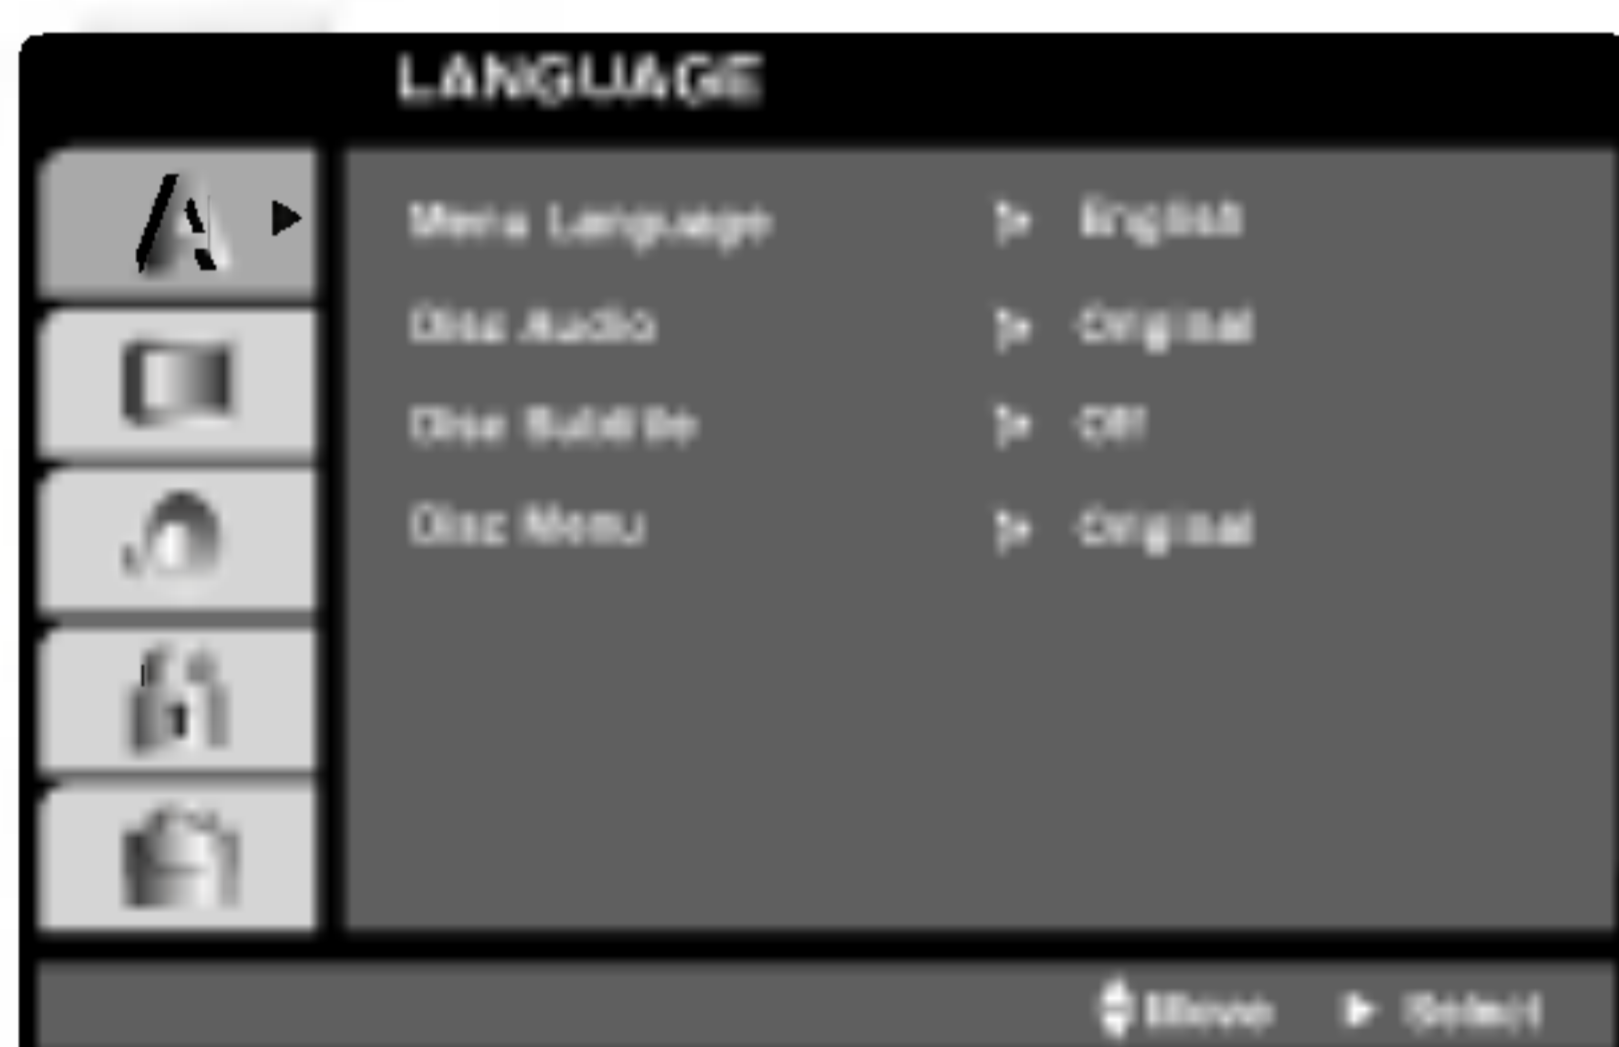 LANGUAGE
Menu Language English
Disc Audio Original
Disc Subtitle Off
Disc Menu Original
Move Select